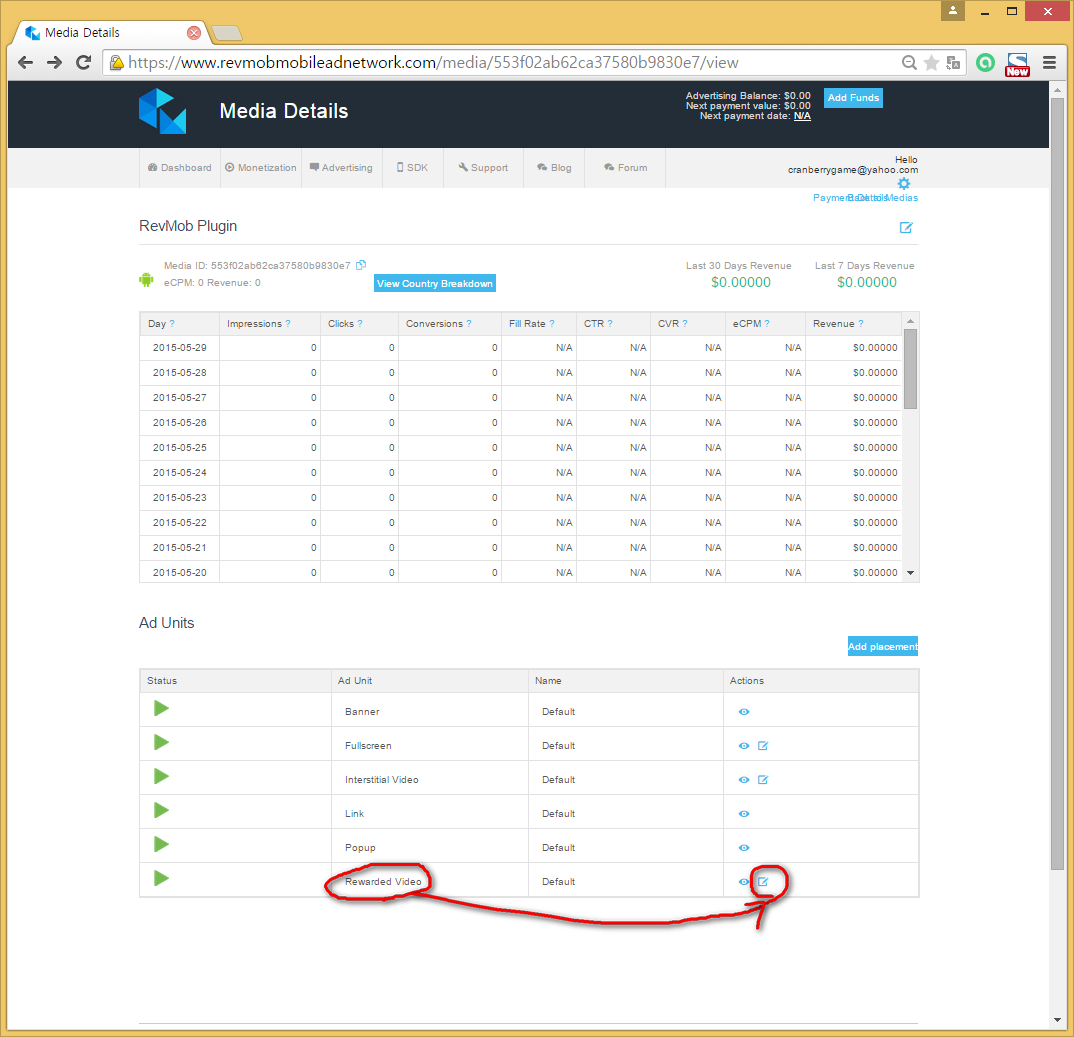 Media Details
https://www.revmobmobileadnetwork.com/media/553f02ab62ca37580b9830e7/view
New
Media Details
Advertising Balance: $0.00
Next payment value: $0.00
Next payment date: N/A
Add Funds
Dashboard Monetization Advertising SDK Support Blog Forum
Hello
cranberrygame@yahoo.com
Payment Details
Back to Medias
RevMob Plugin
Media ID: 553f02ab62ca37580b9830e7
eCPM: 0 Revenue: 0
View Country Breakdown
Last 30 Days Revenue
$0.00000
Last 7 Days Revenue
$0.00000
Day ? Impressions ? Clicks ? Conversions ? Fill Rate ? CTR ? CVR ? eCPM ? Revenue ?
2015-05-29 0 0 0 N/A N/A N/A N/A $0.00000
2015-05-28 0 0 0 N/A N/A N/A N/A $0.00000
2015-05-27 0 0 0 N/A N/A N/A N/A $0.00000
2015-05-26 0 0 0 N/A N/A N/A N/A $0.00000
2015-05-25 0 0 0 N/A N/A N/A N/A $0.00000
2015-05-24 0 0 0 N/A N/A N/A N/A $0.00000
2015-05-23 0 0 0 N/A N/A N/A N/A $0.00000
2015-05-22 0 0 0 N/A N/A N/A N/A $0.00000
2015-05-21 0 0 0 N/A N/A N/A N/A $0.00000
2015-05-20 0 0 0 N/A N/A N/A N/A $0.00000
Ad Units
Add placement
Status Ad Unit Name Actions
Banner Default
Fullscreen Default
Interstitial Video Default
Link Default
Popup Default
Rewarded Video Default